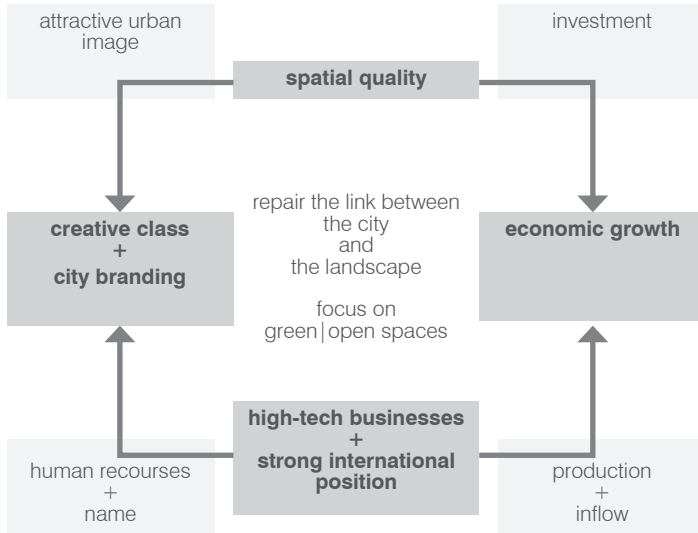 attractive urban
image
investment
spatial quality
creative class
+
city branding
repair the link between
the city
and
the landscape
focus on
green|open spaces
economic growth
high-tech businesses
+
strong international
position
human recourses
+
name
production
+
inflow